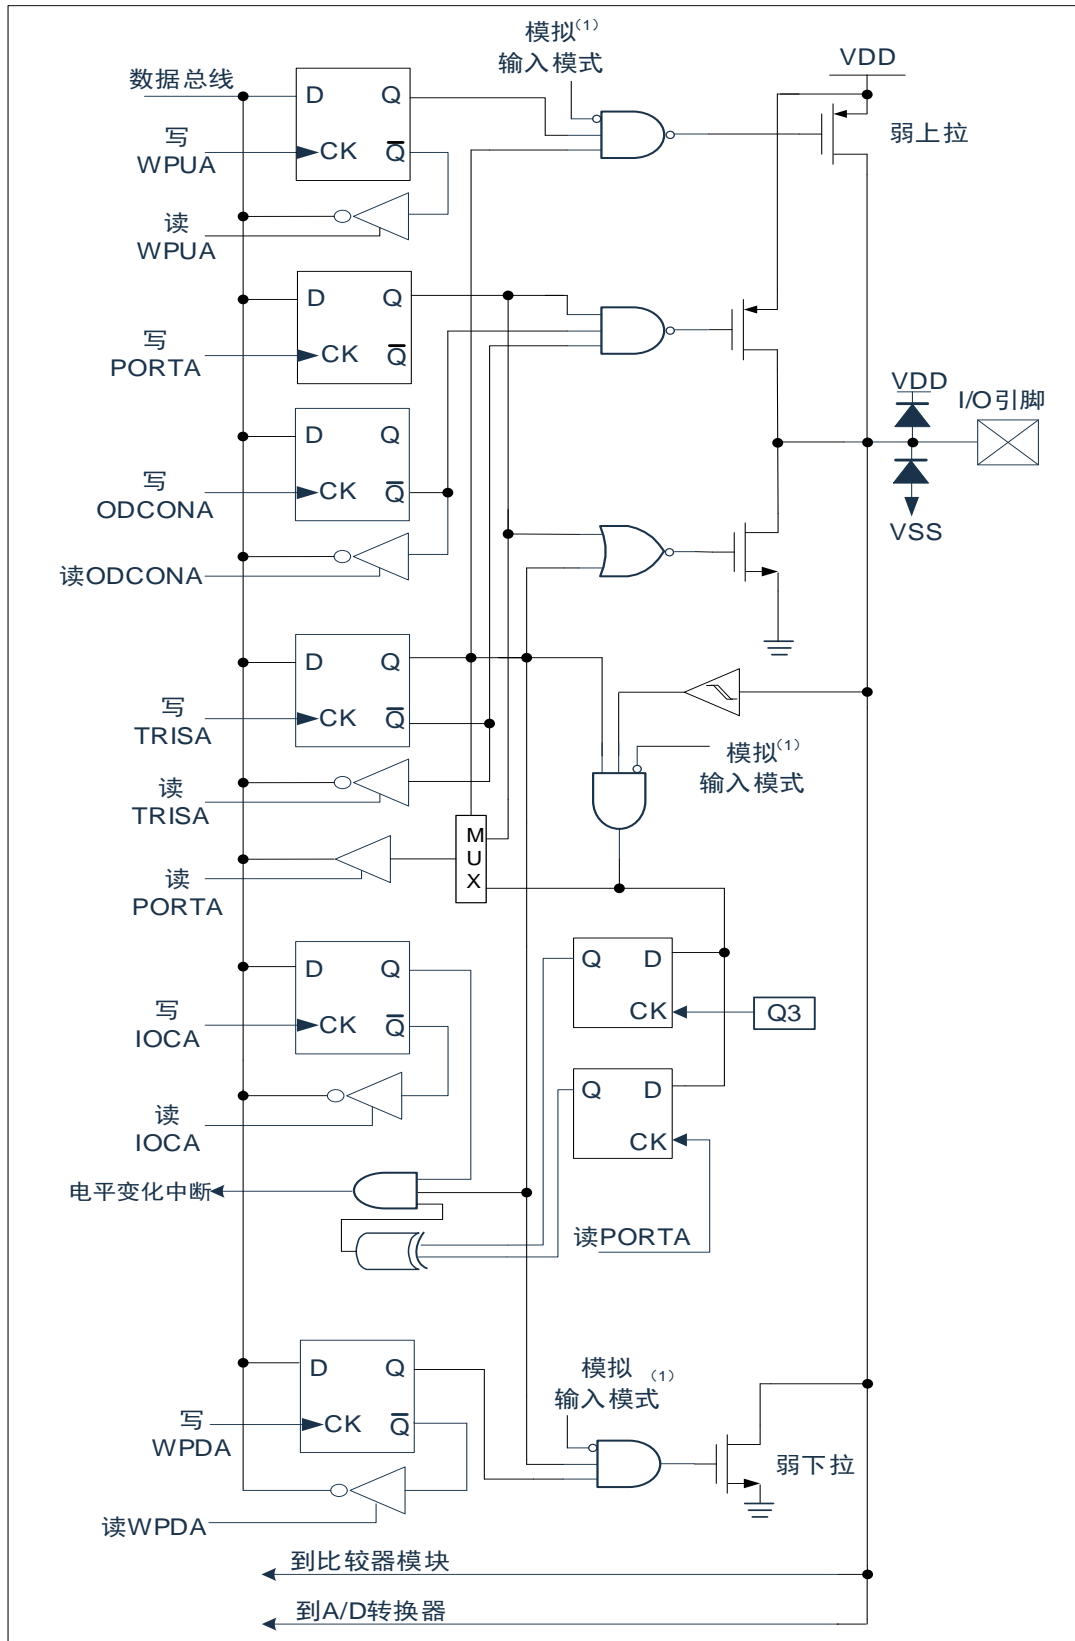 模拟(1)
输入模式
VDD
数据总线
D Q
弱上拉
写
WPUA
CK Q
读
WPUA
D Q
写
PORTA
CK Q
VDD
I/O引脚
D Q
写
ODCONA
CK Q
VSS
读ODCONA
D Q
写
TRISA
CK Q
模拟(1)
输入模式
读
TRISA
M
U
X
读
PORTA
D Q
Q D
写
IOCA
CK Q
CK
Q3
Q D
读
IOCA
CK
电平变化中断
读PORTA
D Q
模拟(1)
输入模式
写
WPDA
CK Q
弱下拉
读WPDA
到比较器模块
到A/D转换器